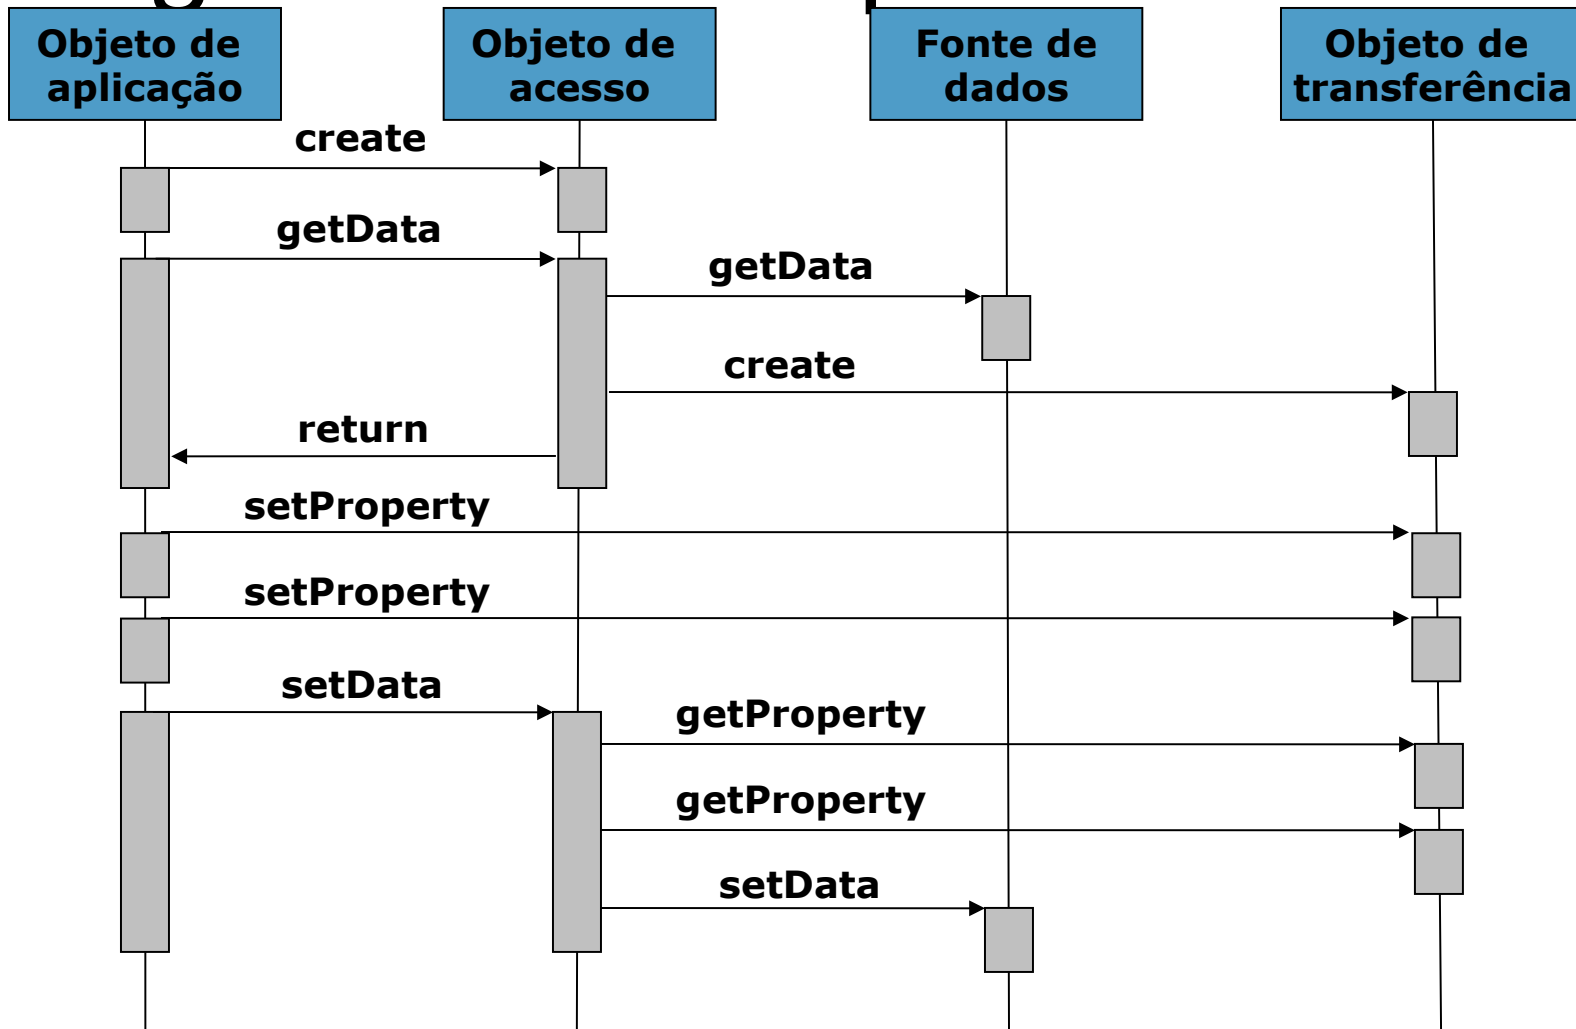 Objeto de
aplicação
Objeto de
acesso
Fonte de
dados
Objeto de
transferência
create
getData
getData
create
return
setProperty
setProperty
setData
getProperty
getProperty
setData